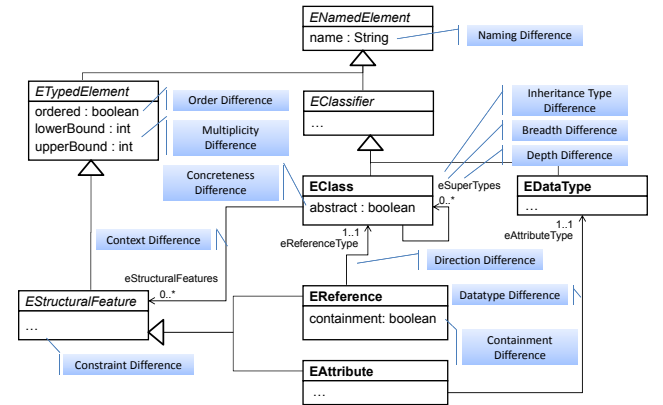 ENamedElement
name : String
Naming Difference
ETypedElement
ordered : boolean
lowerBound : int
upperBound : int
Order Difference
Multiplicity
Difference
EClassifier
...
Inheritance Type
Difference
Breadth Difference
Depth Difference
Concreteness
Difference
EClass
abstract : boolean
eSuperTypes
0..*
EDataType
...
1..1
eAttributeType
Context Difference
1..1
eReferenceType
Direction Difference
eStructuralFeatures
0..*
EStructuralFeature
...
EReference
containment: boolean
Datatype Difference
Containment
Difference
Constraint Difference
EAttribute
...